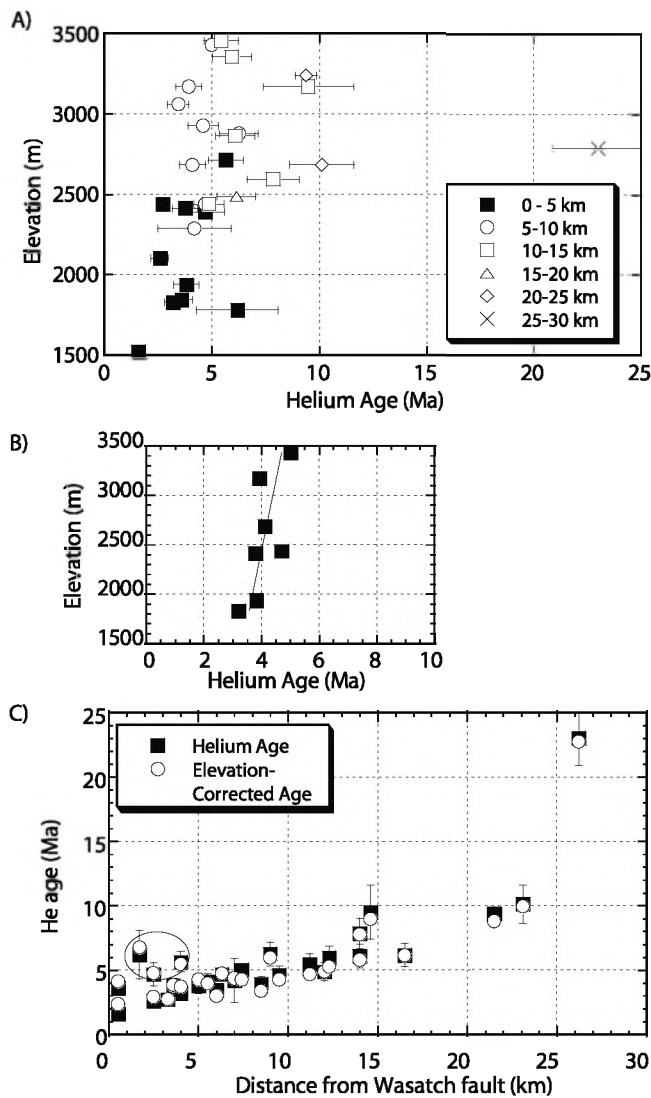 A)
3500
3000
2500
2000
1500
Elevation (m)
0 - 5 km
5-10 km
10-15 km
15-20 km
20-25 km
25-30 km
0 5 10 15 20 25
Helium Age (Ma)
B)
3500
3000
2500
2000
1500
Elevation (m)
0 2 4 6 8 10
Helium Age (Ma)
C)
25
20
15
10
5
0
He age (Ma)
Helium Age
Elevation-
Corrected Age
0 5 10 15 20 25 30
Distance from Wasatch fault (km)